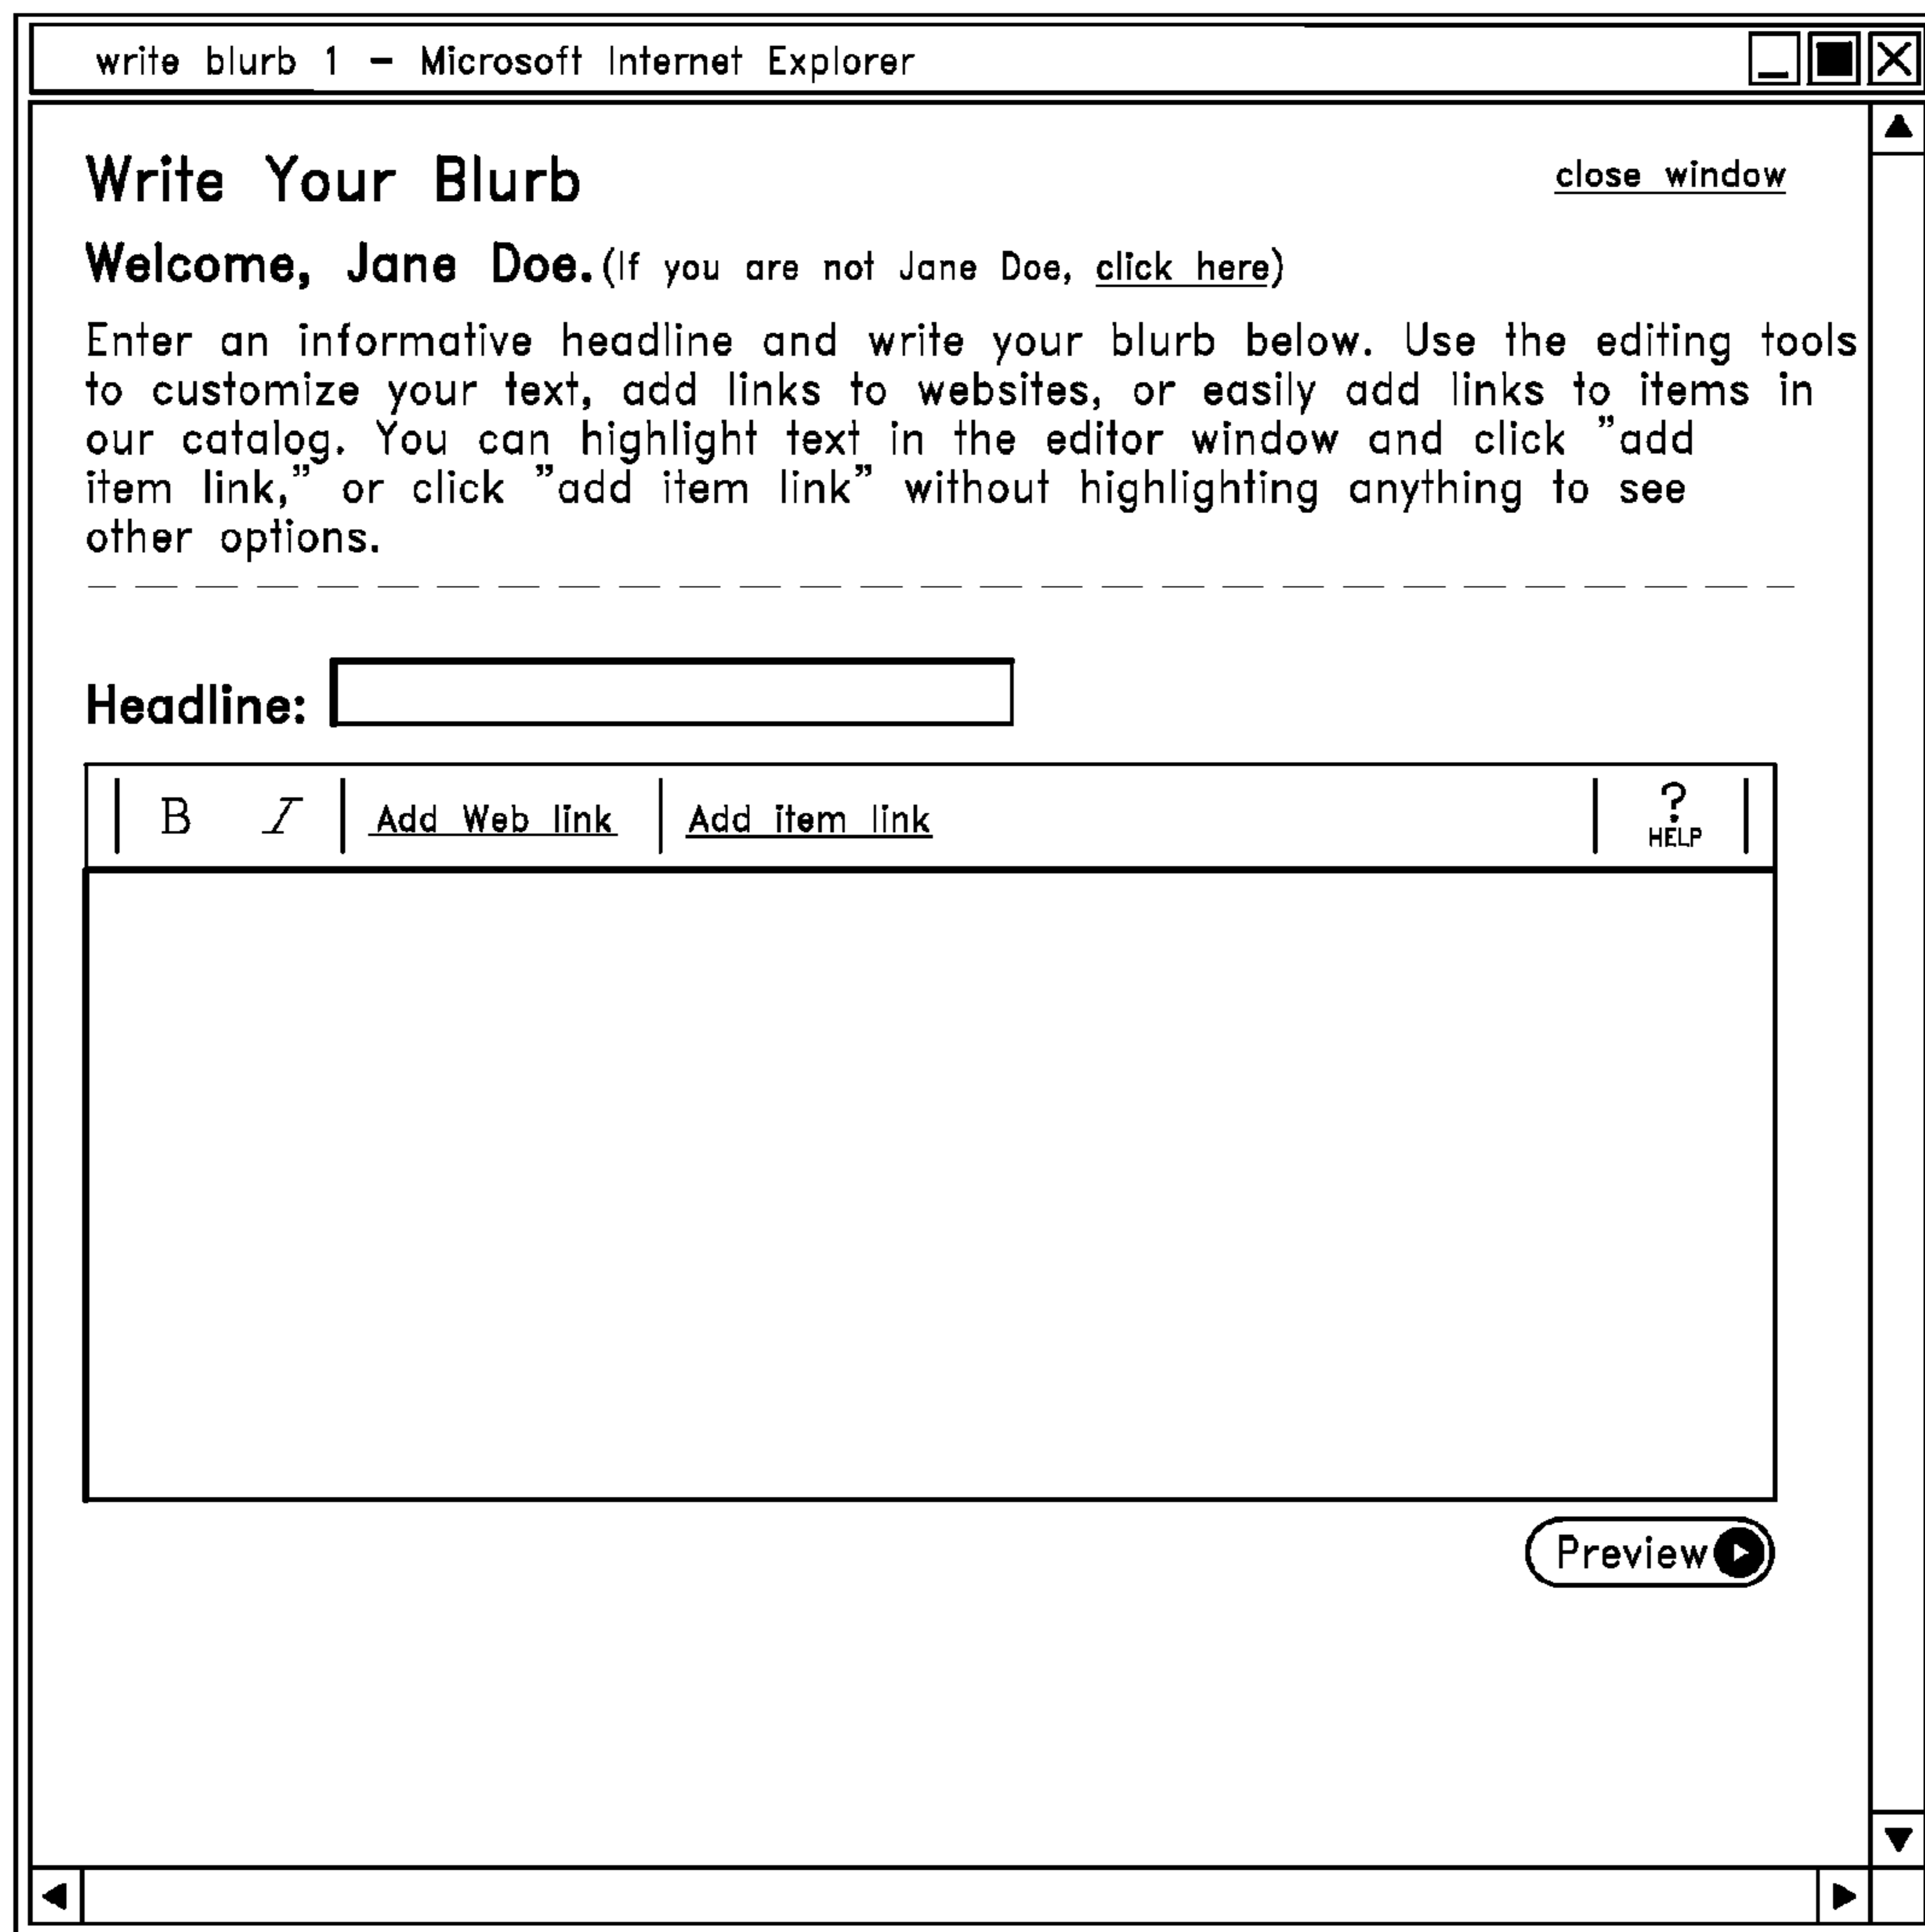 write blurb 1 – Microsoft Internet Explorer
Write Your Blurb
close window
Welcome, Jane Doe. (If you are not Jane Doe, click here)
Enter an informative headline and write your blurb below. Use the editing tools
to customize your text, add links to websites, or easily add links to items in
our catalog. You can highlight text in the editor window and click ”add
item link,” or click ”add item link” without highlighting anything to see
other options.
Headline:
B I Add Web link Add item link ?
HELP
Preview